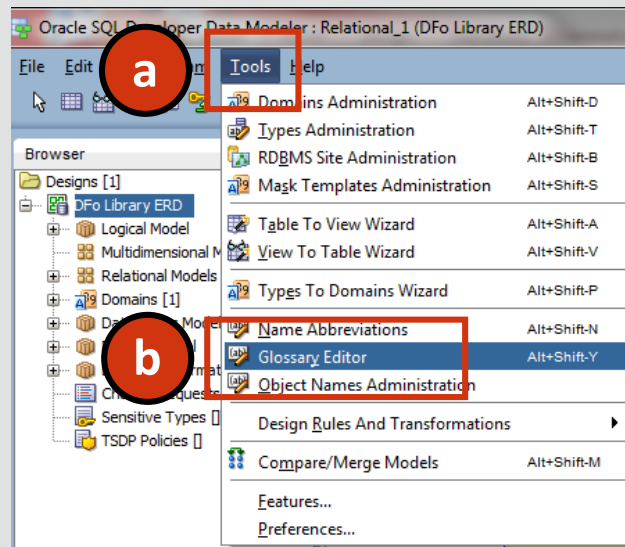 Oracle SQL Developer Data Modeler : Relational_1 (DFo Library ERD)
File Edit Tools Help
a
Domains Administration Alt+Shift-D
Types Administration Alt+Shift-T
Browser RDBMS Site Administration Alt+Shift-B
Designs [1] Mask Templates Administration Alt+Shift-S
DFo Library ERD
Logical Model Table To View Wizard Alt+Shift-A
Multidimensional M View To Table Wizard Alt+Shift-V
Relational Models
Domains [1] Types To Domains Wizard Alt+Shift-P
Name Abbreviations Alt+Shift-N
b
Glossary Editor Alt+Shift-Y
Object Names Administration
Sensitive Types [] Design Rules And Transformations
TSDP Policies []
Compare/Merge Models Alt+Shift-M
Features...
Preferences...